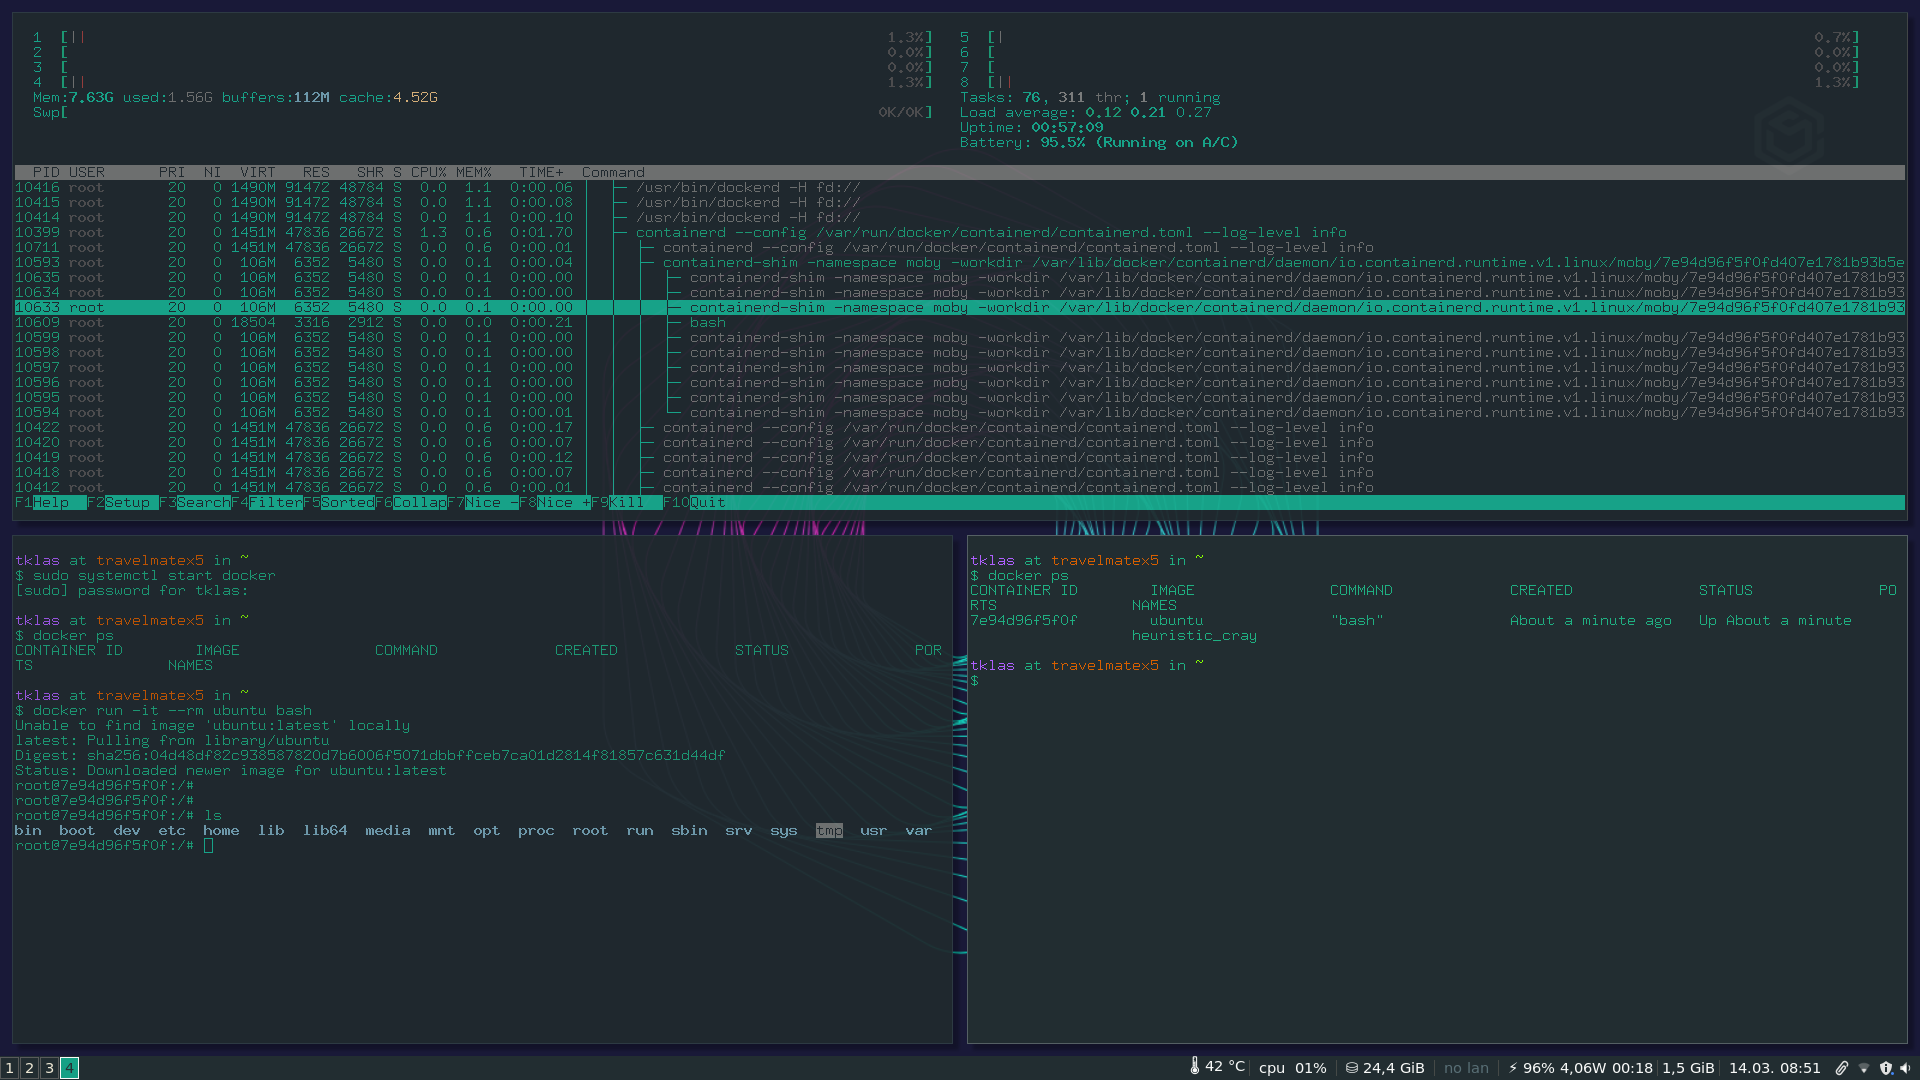 1 [|| 1.3%] 5 [| 0.7%]
2 [ 0.0%] 6 [ 0.0%]
3 [ 0.0%] 7 [ 0.0%]
4 [|| 1.3%] 8 [|| 1.3%]
Mem:7.63G used:1.56G buffers:112M cache:4.52G Tasks: 76, 311 thr; 1 running
Swp[ 0K/0K] Load average: 0.12 0.21 0.27
Uptime: 00:57:09
Battery: 95.5% (Running on A/C)
PID USER PRI NI VIRT RES SHR S CPU% MEM% TIME+ Command
10416 root 20 0 1490M 91472 48784 S 0.0 1.1 0:00.06 │ ├─ /usr/bin/dockerd -H fd://
10415 root 20 0 1490M 91472 48784 S 0.0 1.1 0:00.08 │ ├─ /usr/bin/dockerd -H fd://
10414 root 20 0 1490M 91472 48784 S 0.0 1.1 0:00.10 │ ├─ /usr/bin/dockerd -H fd://
10399 root 20 0 1451M 47836 26672 S 1.3 0.6 0:01.70 │ ├─ containerd --config /var/run/docker/containerd/containerd.toml --log-level info
10711 root 20 0 1451M 47836 26672 S 0.0 0.6 0:00.01 │ │ ├─ containerd --config /var/run/docker/containerd/containerd.toml --log-level info
10593 root 20 0 106M 6352 5480 S 0.0 0.1 0:00.04 │ │ ├─ containerd-shim -namespace moby -workdir /var/lib/docker/containerd/daemon/io.containerd.runtime.v1.linux/moby/7e94d96f5f0fd407e1781b93b5e
10635 root 20 0 106M 6352 5480 S 0.0 0.1 0:00.00 │ │ │ ├─ containerd-shim -namespace moby -workdir /var/lib/docker/containerd/daemon/io.containerd.runtime.v1.linux/moby/7e94d96f5f0fd407e1781b93
10634 root 20 0 106M 6352 5480 S 0.0 0.1 0:00.00 │ │ │ ├─ containerd-shim -namespace moby -workdir /var/lib/docker/containerd/daemon/io.containerd.runtime.v1.linux/moby/7e94d96f5f0fd407e1781b93
10633 root 20 0 106M 6352 5480 S 0.0 0.1 0:00.00 │ │ │ ├─ containerd-shim -namespace moby -workdir /var/lib/docker/containerd/daemon/io.containerd.runtime.v1.linux/moby/7e94d96f5f0fd407e1781b93
10609 root 20 0 18504 3316 2912 S 0.0 0.0 0:00.21 │ │ │ ├─ bash
10599 root 20 0 106M 6352 5480 S 0.0 0.1 0:00.00 │ │ │ ├─ containerd-shim -namespace moby -workdir /var/lib/docker/containerd/daemon/io.containerd.runtime.v1.linux/moby/7e94d96f5f0fd407e1781b93
10598 root 20 0 106M 6352 5480 S 0.0 0.1 0:00.00 │ │ │ ├─ containerd-shim -namespace moby -workdir /var/lib/docker/containerd/daemon/io.containerd.runtime.v1.linux/moby/7e94d96f5f0fd407e1781b93
10597 root 20 0 106M 6352 5480 S 0.0 0.1 0:00.00 │ │ │ ├─ containerd-shim -namespace moby -workdir /var/lib/docker/containerd/daemon/io.containerd.runtime.v1.linux/moby/7e94d96f5f0fd407e1781b93
10596 root 20 0 106M 6352 5480 S 0.0 0.1 0:00.00 │ │ │ ├─ containerd-shim -namespace moby -workdir /var/lib/docker/containerd/daemon/io.containerd.runtime.v1.linux/moby/7e94d96f5f0fd407e1781b93
10595 root 20 0 106M 6352 5480 S 0.0 0.1 0:00.00 │ │ │ ├─ containerd-shim -namespace moby -workdir /var/lib/docker/containerd/daemon/io.containerd.runtime.v1.linux/moby/7e94d96f5f0fd407e1781b93
10594 root 20 0 106M 6352 5480 S 0.0 0.1 0:00.01 │ │ │ └─ containerd-shim -namespace moby -workdir /var/lib/docker/containerd/daemon/io.containerd.runtime.v1.linux/moby/7e94d96f5f0fd407e1781b93
10422 root 20 0 1451M 47836 26672 S 0.0 0.6 0:00.17 │ │ ├─ containerd --config /var/run/docker/containerd/containerd.toml --log-level info
10420 root 20 0 1451M 47836 26672 S 0.0 0.6 0:00.07 │ │ ├─ containerd --config /var/run/docker/containerd/containerd.toml --log-level info
10419 root 20 0 1451M 47836 26672 S 0.0 0.6 0:00.12 │ │ ├─ containerd --config /var/run/docker/containerd/containerd.toml --log-level info
10418 root 20 0 1451M 47836 26672 S 0.0 0.6 0:00.07 │ │ ├─ containerd --config /var/run/docker/containerd/containerd.toml --log-level info
10412 root 20 0 1451M 47836 26672 S 0.0 0.6 0:00.01 │ │ ├─ containerd --config /var/run/docker/containerd/containerd.toml --log-level info
F1Help F2Setup F3SearchF4FilterF5SortedF6CollapF7Nice -F8Nice +F9Kill F10Quit
tklas at travelmatex5 in ~
$ sudo systemctl start docker
[sudo] password for tklas:
tklas at travelmatex5 in ~
$ docker ps
CONTAINER ID IMAGE COMMAND CREATED STATUS POR
TS NAMES
tklas at travelmatex5 in ~
$ docker run -it --rm ubuntu bash
Unable to find image 'ubuntu:latest' locally
latest: Pulling from library/ubuntu
Digest: sha256:04d48df82c938587820d7b6006f5071dbbffceb7ca01d2814f81857c631d44df
Status: Downloaded newer image for ubuntu:latest
root@7e94d96f5f0f:/#
root@7e94d96f5f0f:/#
root@7e94d96f5f0f:/# ls
bin boot dev etc home lib lib64 media mnt opt proc root run sbin srv sys tmp usr var
root@7e94d96f5f0f:/#
tklas at travelmatex5 in ~
$ docker ps
CONTAINER ID IMAGE COMMAND CREATED STATUS PO
RTS NAMES
7e94d96f5f0f ubuntu "bash" About a minute ago Up About a minute
heuristic_cray
tklas at travelmatex5 in ~
$
1 2 3 4 42 °C cpu 01% 24,4 GiB no lan ⚡ 96% 4,06W 00:18 1,5 GiB 14.03. 08:51